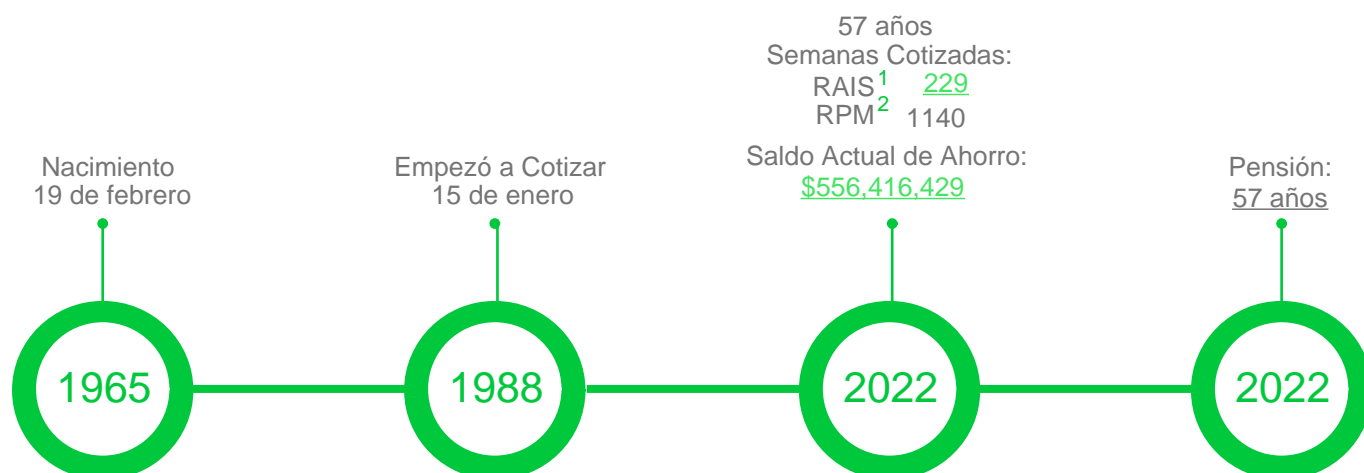 Nacimiento
19 de febrero
1965
Empezó a Cotizar
15 de enero
1988
57 años
Semanas Cotizadas:
RAIS1 229
RPM2 1140
Saldo Actual de Ahorro:
$556,416,429
2022
Pensión:
57 años
2022